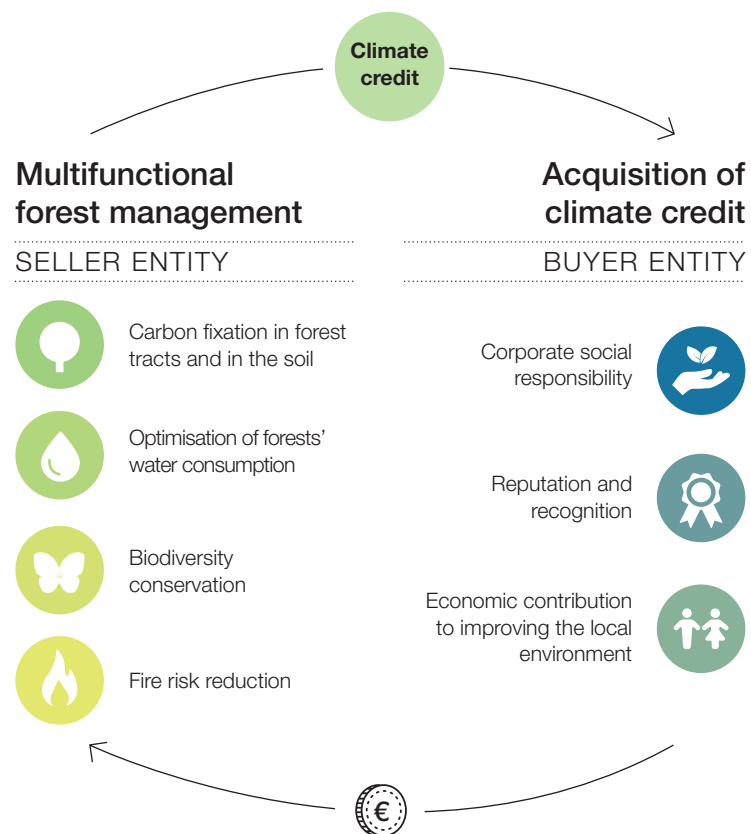 Climate
credit
Multifunctional
forest management
SELLER ENTITY
Carbon fixation in forest
tracts and in the soil
Optimisation of forests'
water consumption
Biodiversity
conservation
Fire risk reduction
Acquisition of
climate credit
BUYER ENTITY
Corporate social
responsibility
Reputation and
recognition
Economic contribution
to improving the local
environment
€